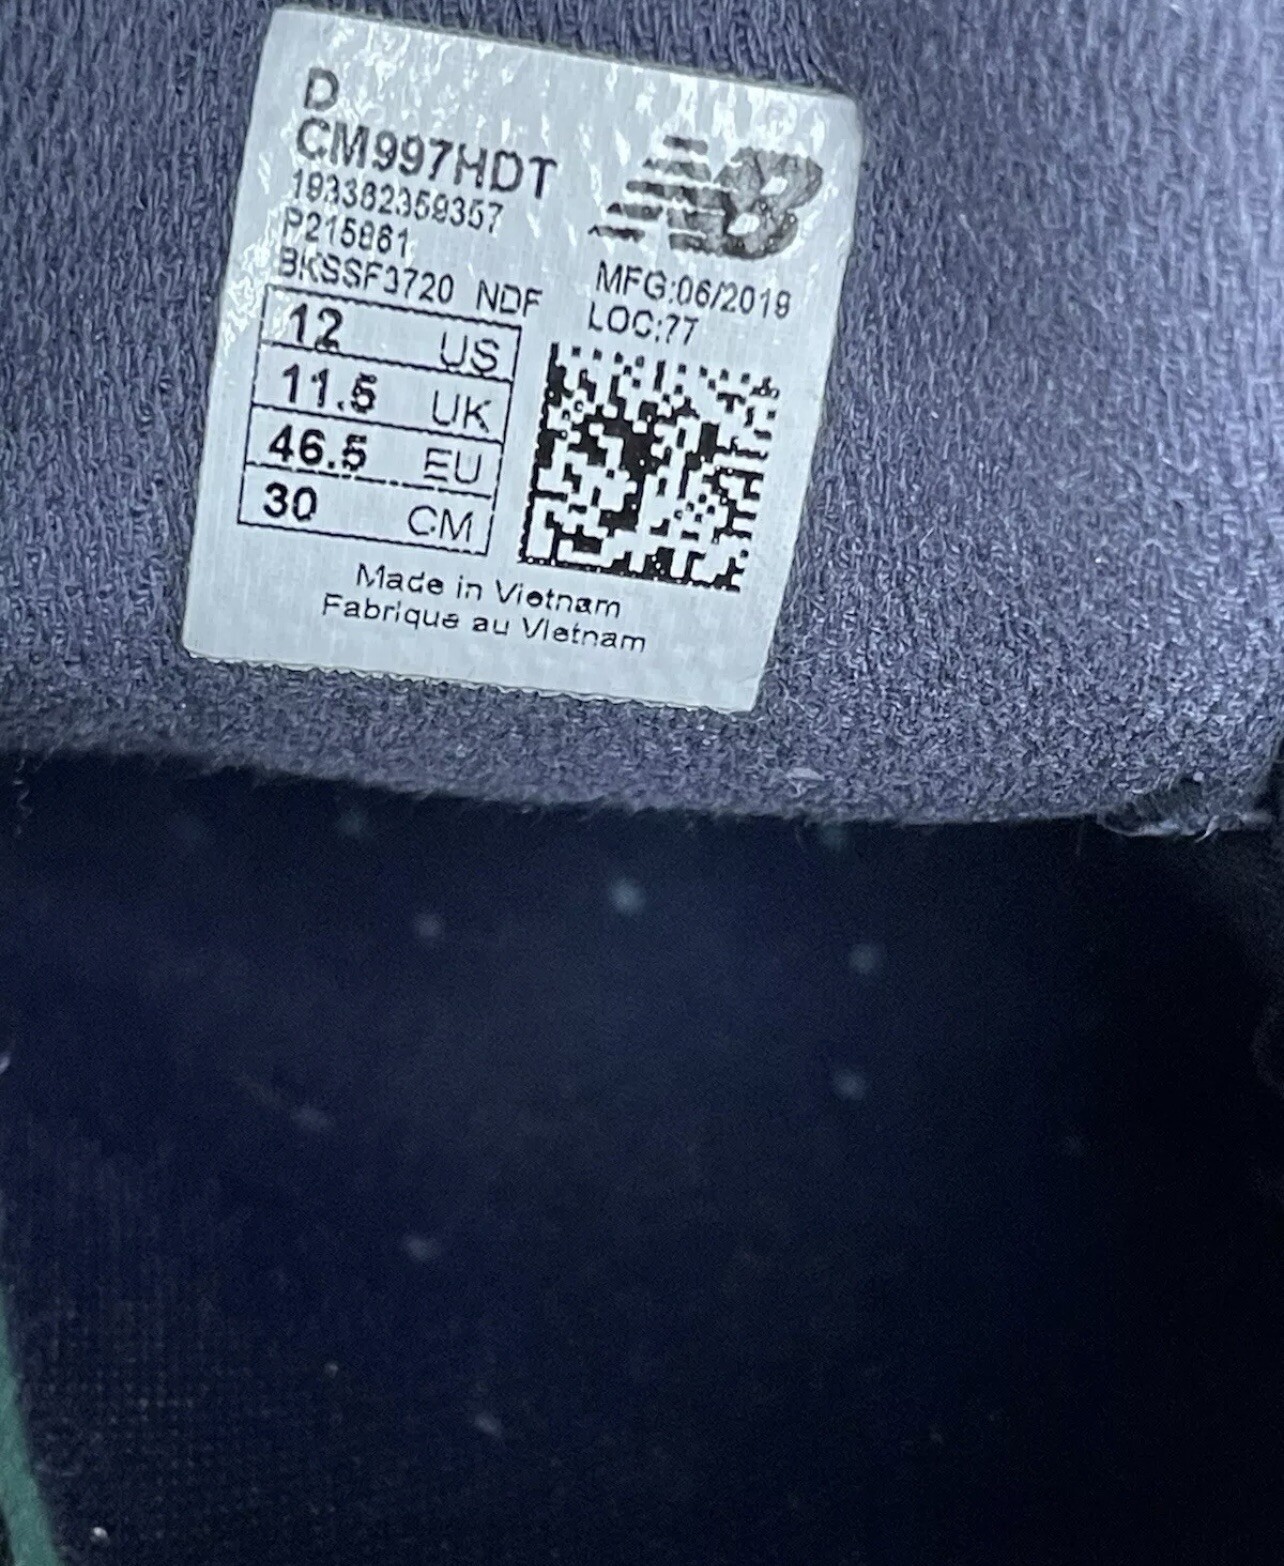 D
CM997HDT
193362359357
P215861
BKSSF3720 NDF
NB
MFG:06/2019
LOC:77
12 US
11.5 UK
46.5 EU
30 CM
Made in Vietnam
Fabrique au Vietnam